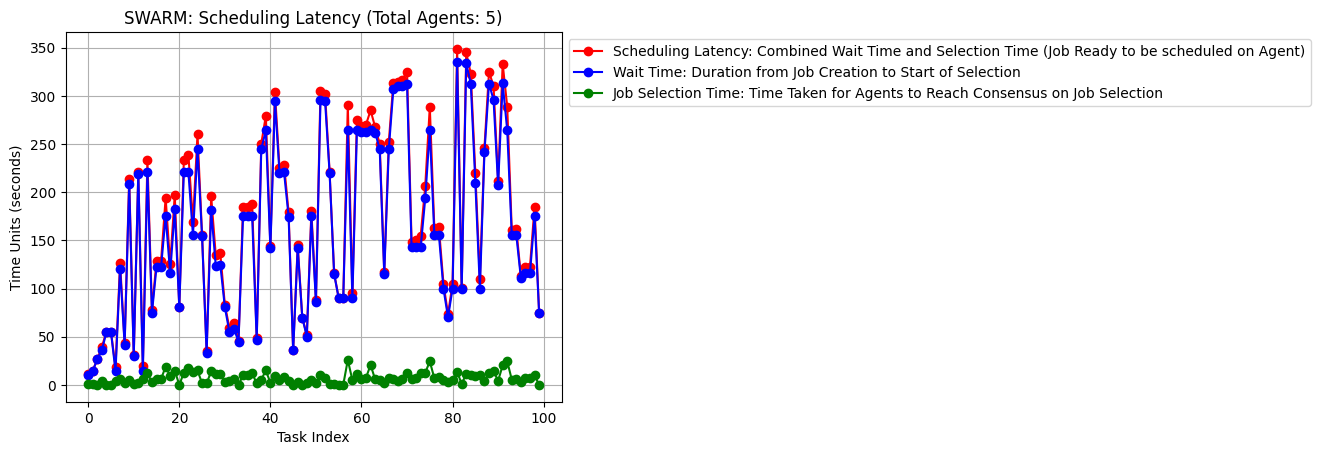 SWARM: Scheduling Latency (Total Agents: 5)
Scheduling Latency: Combined Wait Time and Selection Time (Job Ready to be scheduled on Agent)
Wait Time: Duration from Job Creation to Start of Selection
Job Selection Time: Time Taken for Agents to Reach Consensus on Job Selection
Time Units (seconds)
350
300
250
200
150
100
50
0
0 20 40 60 80 100
Task Index